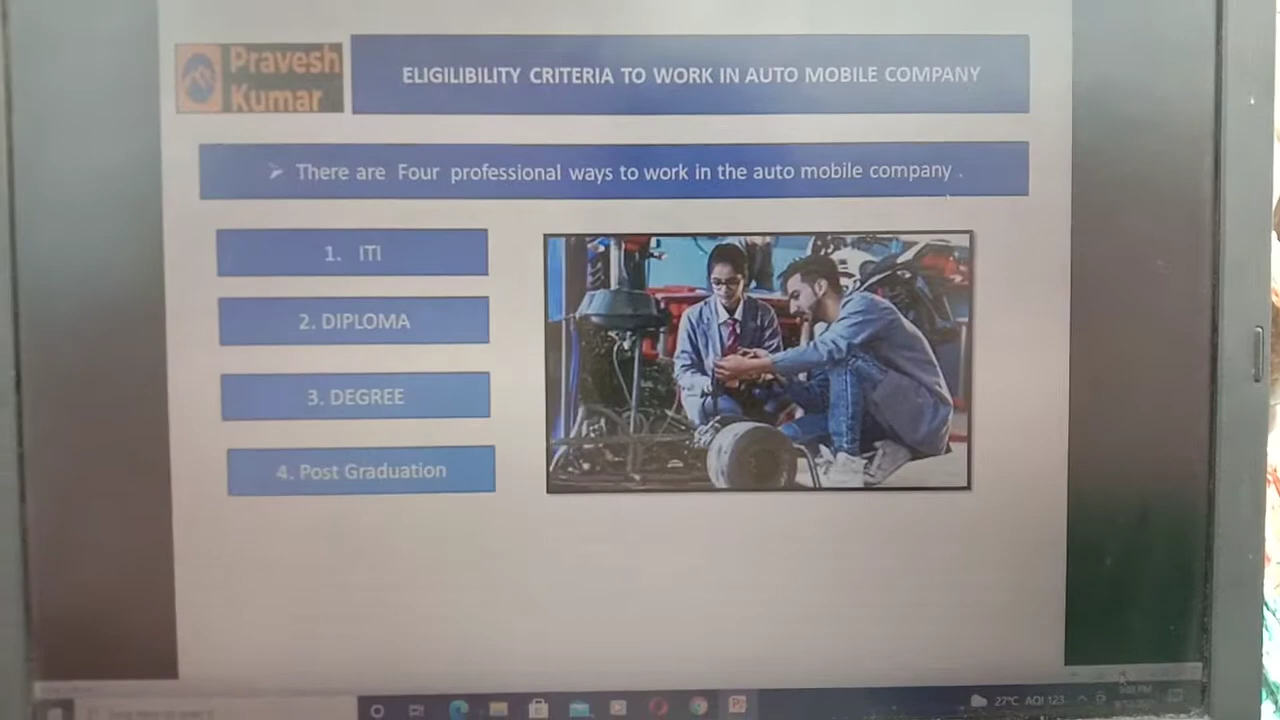 Pravesh
Kumar
ELIGILIBILITY CRITERIA TO WORK IN AUTO MOBILE COMPANY
➢ There are Four professional ways to work in the auto mobile company .
1. ITI
2. DIPLOMA
3. DEGREE
4. Post Graduation
27°C AQI 123